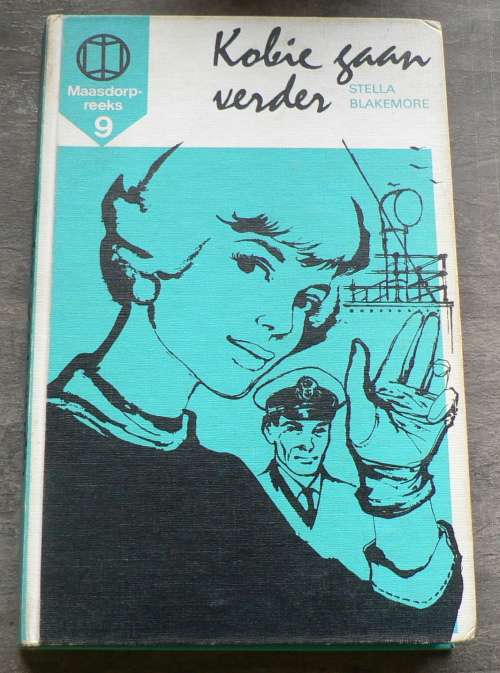 Kobie gaan
verder
STELLA
BLAKEMORE
Maasdorp-
reeks
9